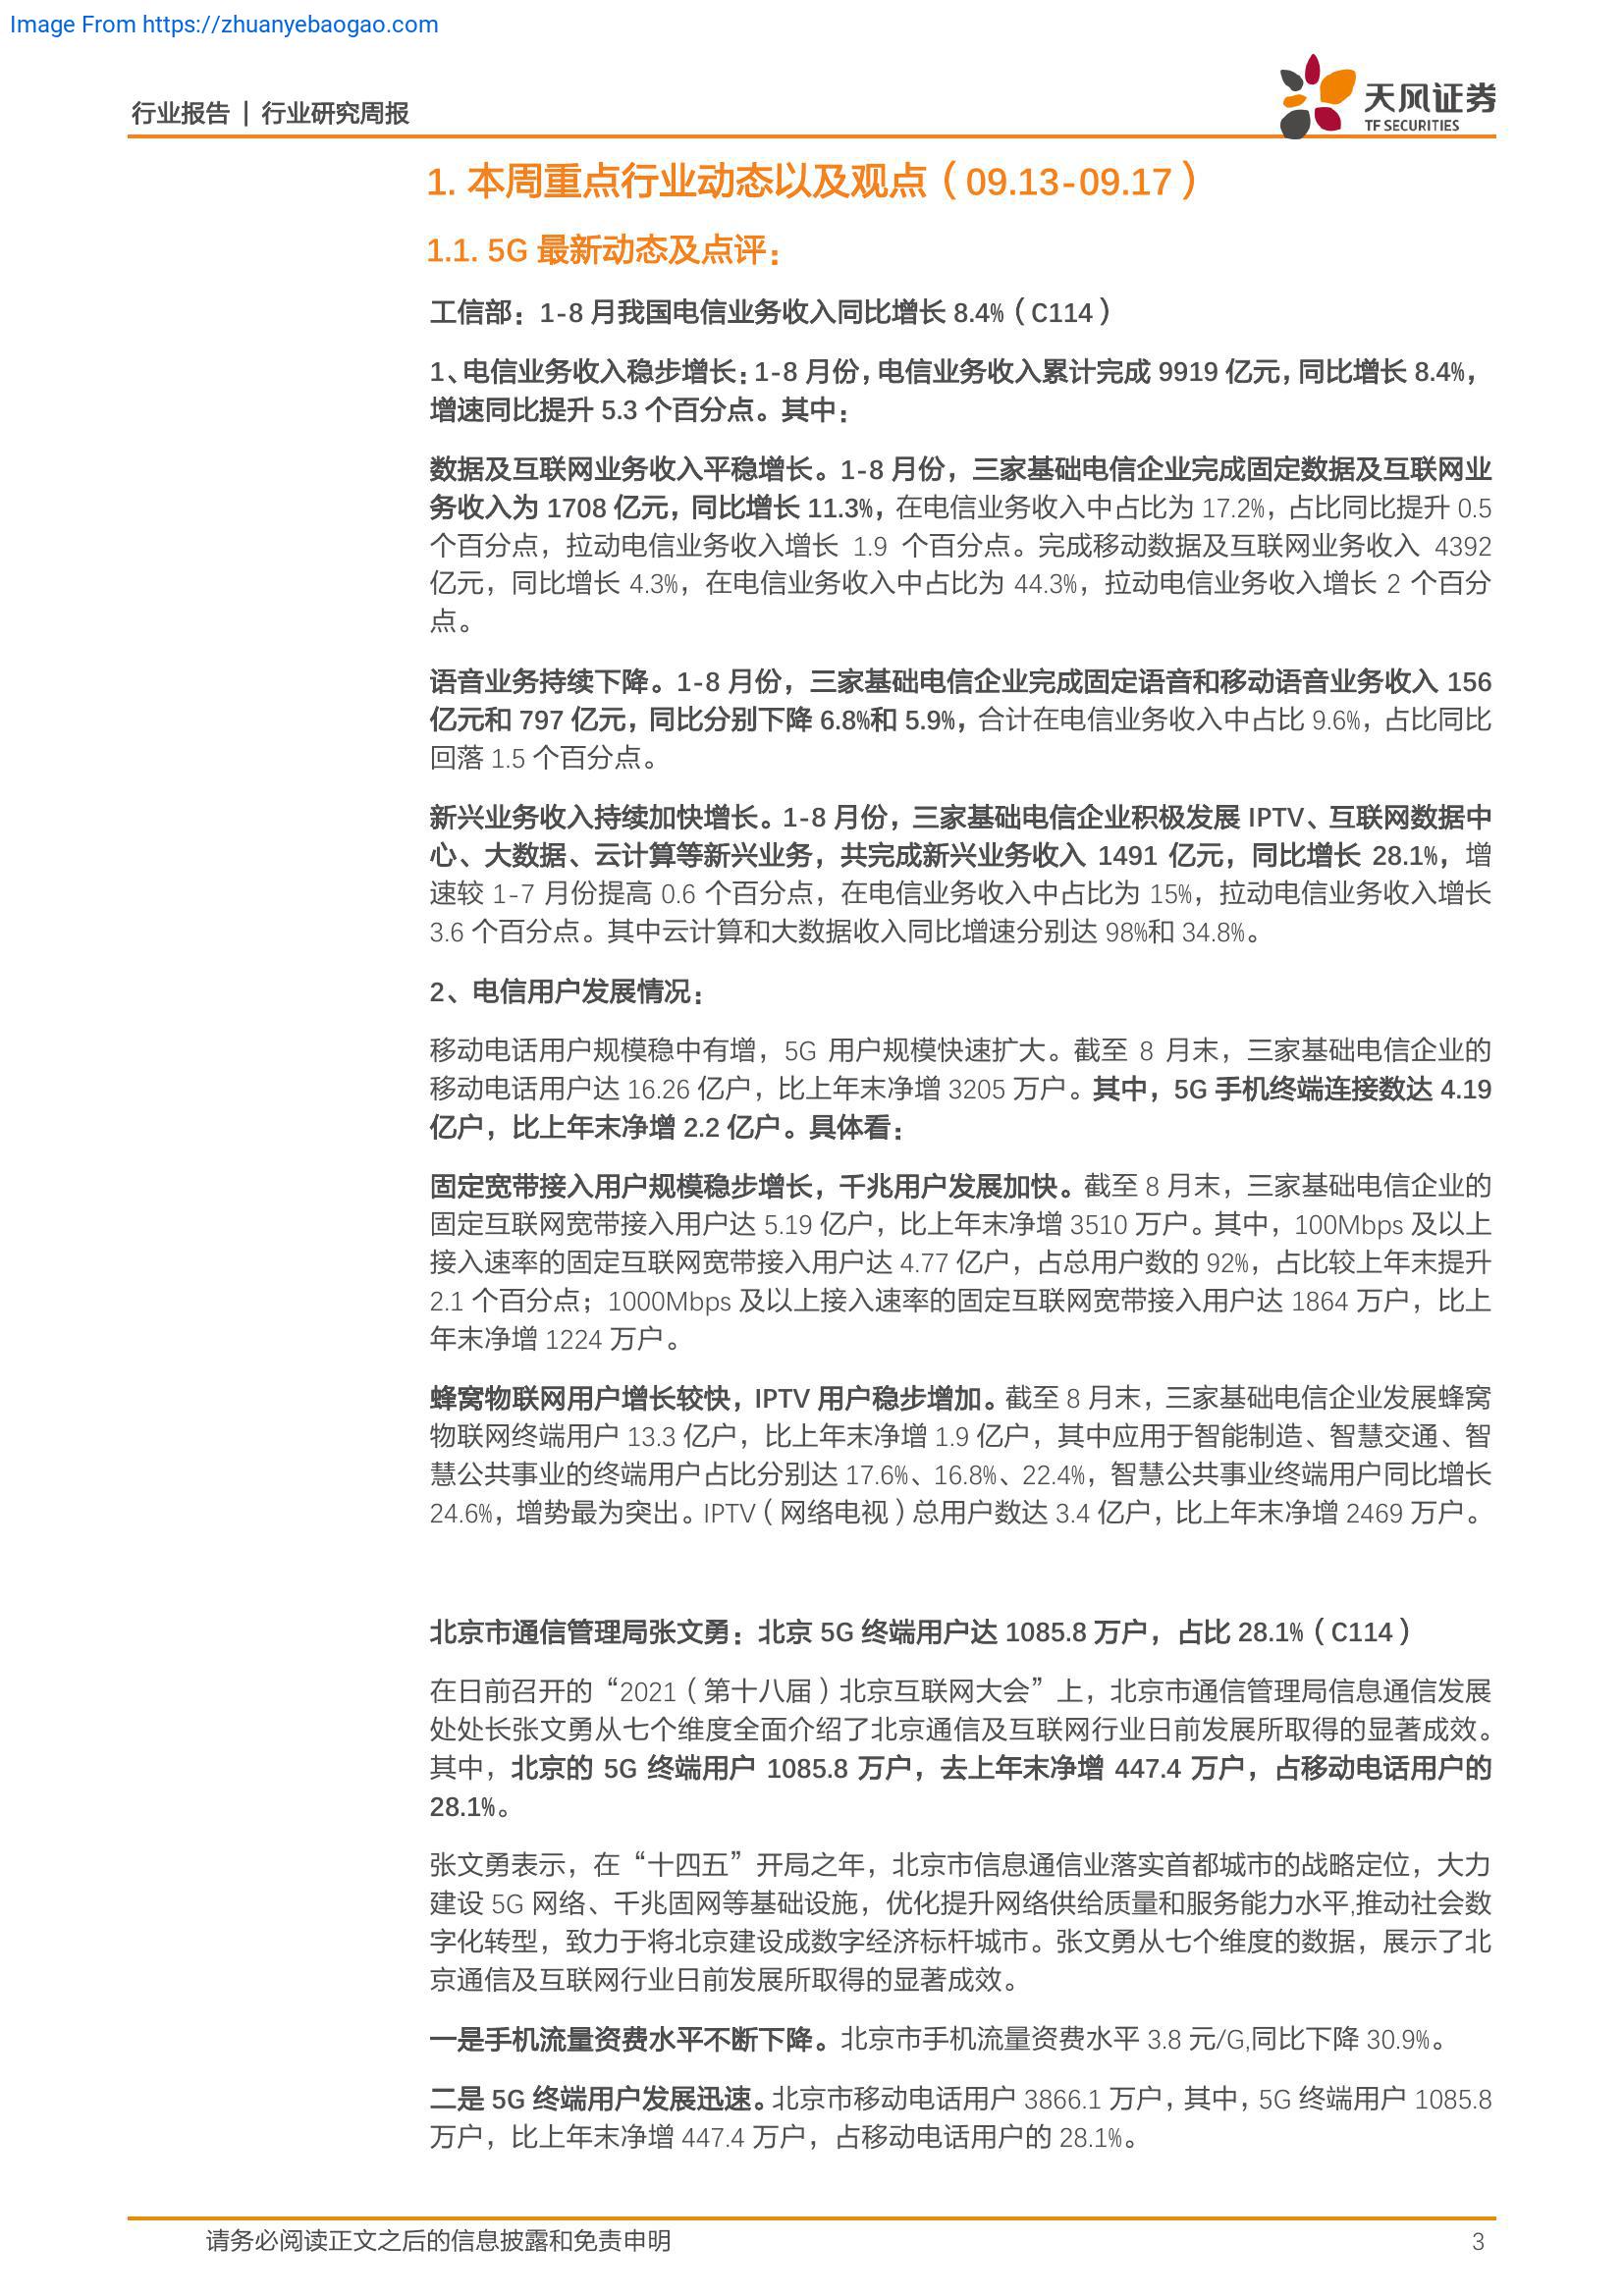 Image From https://zhuanyebaogao.com
行业报告 | 行业研究周报
天风证券
TF SECURITIES
1. 本周重点行业动态以及观点（09.13-09.17）
1.1. 5G 最新动态及点评：
工信部：1-8 月我国电信业务收入同比增长 8.4%（C114）
1、电信业务收入稳步增长：1-8 月份，电信业务收入累计完成 9919 亿元，同比增长 8.4%，
增速同比提升 5.3 个百分点。其中：
数据及互联网业务收入平稳增长。1-8 月份，三家基础电信企业完成固定数据及互联网业
务收入为 1708 亿元，同比增长 11.3%，在电信业务收入中占比为 17.2%，占比同比提升 0.5
个百分点，拉动电信业务收入增长 1.9 个百分点。完成移动数据及互联网业务收入 4392
亿元，同比增长 4.3%，在电信业务收入中占比为 44.3%，拉动电信业务收入增长 2 个百分
点。
语音业务持续下降。1-8 月份，三家基础电信企业完成固定语音和移动语音业务收入 156
亿元和 797 亿元，同比分别下降 6.8%和 5.9%，合计在电信业务收入中占比 9.6%，占比同比
回落 1.5 个百分点。
新兴业务收入持续加快增长。1-8 月份，三家基础电信企业积极发展 IPTV、互联网数据中
心、大数据、云计算等新兴业务，共完成新兴业务收入 1491 亿元，同比增长 28.1%，增
速较 1-7 月份提高 0.6 个百分点，在电信业务收入中占比为 15%，拉动电信业务收入增长
3.6 个百分点。其中云计算和大数据收入同比增速分别达 98%和 34.8%。
2、电信用户发展情况：
移动电话用户规模稳中有增，5G 用户规模快速扩大。截至 8 月末，三家基础电信企业的
移动电话用户达 16.26 亿户，比上年末净增 3205 万户。其中，5G 手机终端连接数达 4.19
亿户，比上年末净增 2.2 亿户。具体看：
固定宽带接入用户规模稳步增长，千兆用户发展加快。截至 8 月末，三家基础电信企业的
固定互联网宽带接入用户达 5.19 亿户，比上年末净增 3510 万户。其中，100Mbps 及以上
接入速率的固定互联网宽带接入用户达 4.77 亿户，占总用户数的 92%，占比较上年末提升
2.1 个百分点；1000Mbps 及以上接入速率的固定互联网宽带接入用户达 1864 万户，比上
年末净增 1224 万户。
蜂窝物联网用户增长较快，IPTV 用户稳步增加。截至 8 月末，三家基础电信企业发展蜂窝
物联网终端用户 13.3 亿户，比上年末净增 1.9 亿户，其中应用于智能制造、智慧交通、智
慧公共事业的终端用户占比分别达 17.6%、16.8%、22.4%，智慧公共事业终端用户同比增长
24.6%，增势最为突出。IPTV（网络电视）总用户数达 3.4 亿户，比上年末净增 2469 万户。
北京市通信管理局张文勇：北京 5G 终端用户达 1085.8 万户，占比 28.1%（C114）
在日前召开的“2021（第十八届）北京互联网大会”上，北京市通信管理局信息通信发展
处处长张文勇从七个维度全面介绍了北京通信及互联网行业日前发展所取得的显著成效。
其中，北京的 5G 终端用户 1085.8 万户，去上年末净增 447.4 万户，占移动电话用户的
28.1%。
张文勇表示，在“十四五”开局之年，北京市信息通信业落实首都城市的战略定位，大力
建设 5G 网络、千兆固网等基础设施，优化提升网络供给质量和服务能力水平,推动社会数
字化转型，致力于将北京建设成数字经济标杆城市。张文勇从七个维度的数据，展示了北
京通信及互联网行业日前发展所取得的显著成效。
一是手机流量资费水平不断下降。北京市手机流量资费水平 3.8 元/G,同比下降 30.9%。
二是 5G 终端用户发展迅速。北京市移动电话用户 3866.1 万户，其中，5G 终端用户 1085.8
万户，比上年末净增 447.4 万户，占移动电话用户的 28.1%。
请务必阅读正文之后的信息披露和免责申明
3